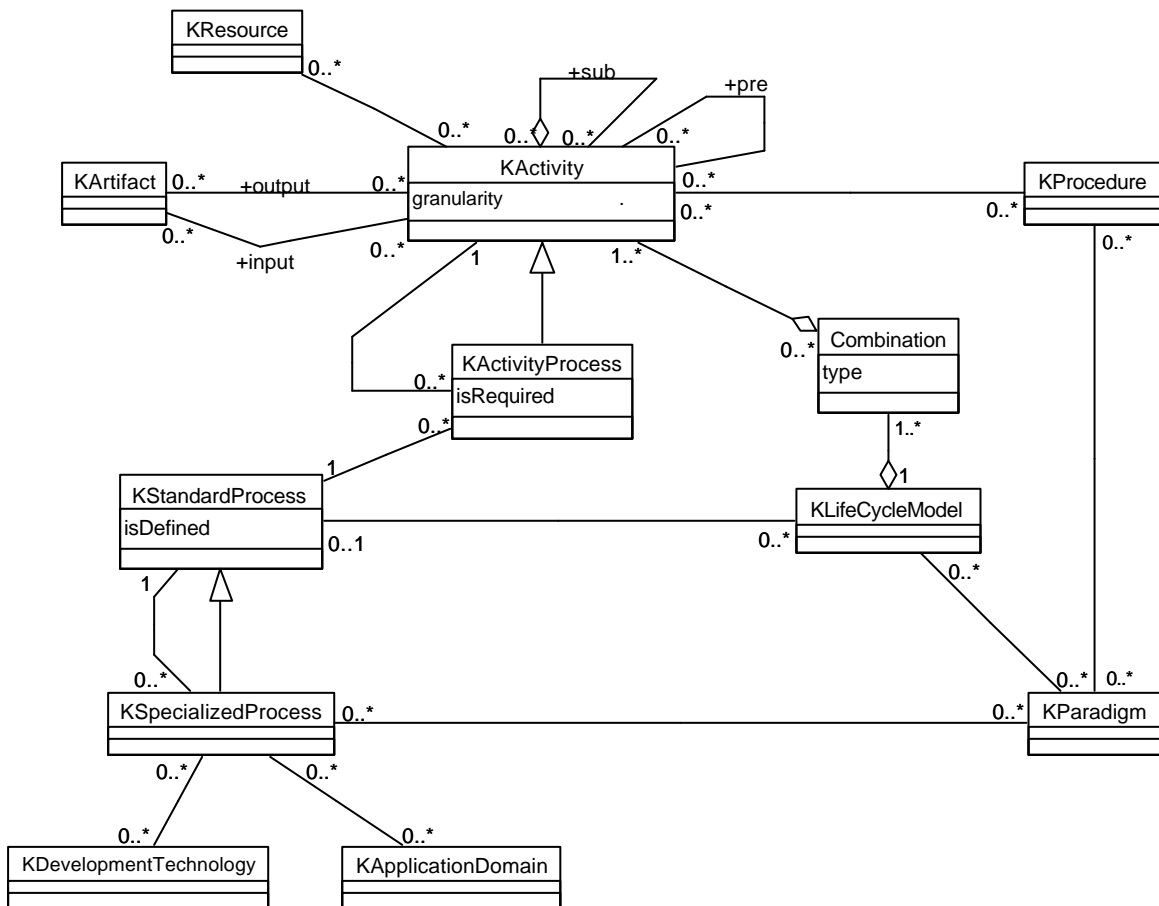 KResource
0..*
+sub
+pre
0..*
0..*
0..*
0..*
KActivity
granularity
.
KArtifact
0..*
+output
0..*
0..*
+input
0..*
0..*
0..*
0..*
KProcedure
0..*
1
1..*
0..*
Combination
type
1..*
KActivityProcess
isRequired
0..*
0..*
1
KStandardProcess
isDefined
1
KLifeCycleModel
0..1
0..*
0..*
1
0..*
KSpecializedProcess
0..*
0..*
0..*
0..*
KParadigm
0..*
0..*
0..*
0..*
KDevelopmentTechnology
KApplicationDomain